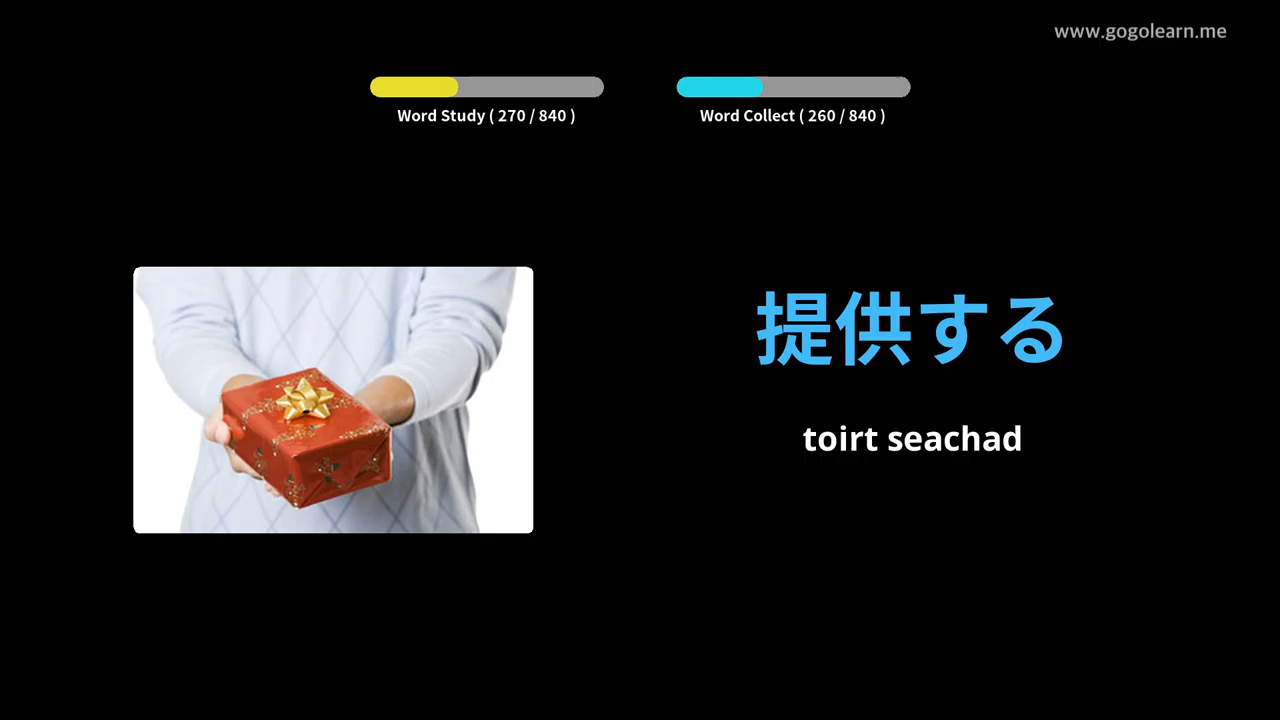 www.gogolearn.me
Word Study ( 270 / 840 )
Word Collect ( 260 / 840 )
提供する
toirt seachad